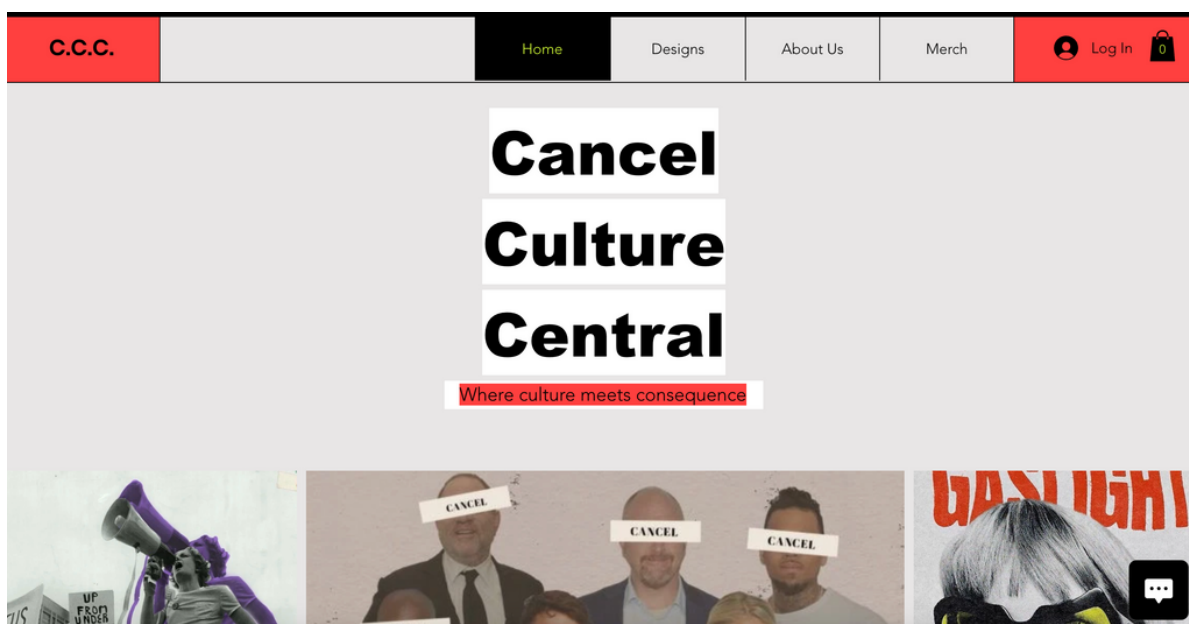 C.C.C.
Home
Designs
About Us
Merch
Log In
0
Cancel
Culture
Central
Where culture meets consequence
GASLIGHT
CANCEL
CANCEL
CANCEL
UP
FROM
UNDER